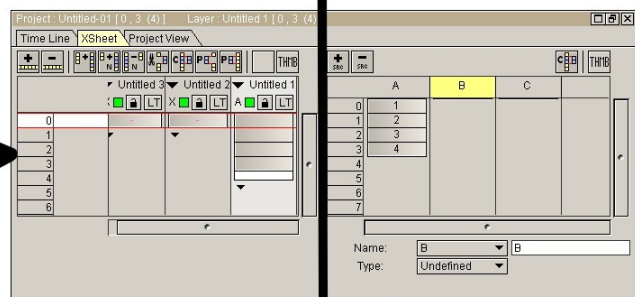 Project : Untitled-01 [ 0 , 3 (4) ] Layer : Untitled 1 [ 0 , 3 (4)
Time Line XSheet Project View
N N P P THMB
Untitled 3 Untitled 2 Untitled 1
LT X LT A LT
0 - -
1
2
3
4
5
6
SRC SRC THMB
A B C
0 1
1 2
2 3
3 4
4
5
6
7
Name: B B
Type: Undefined